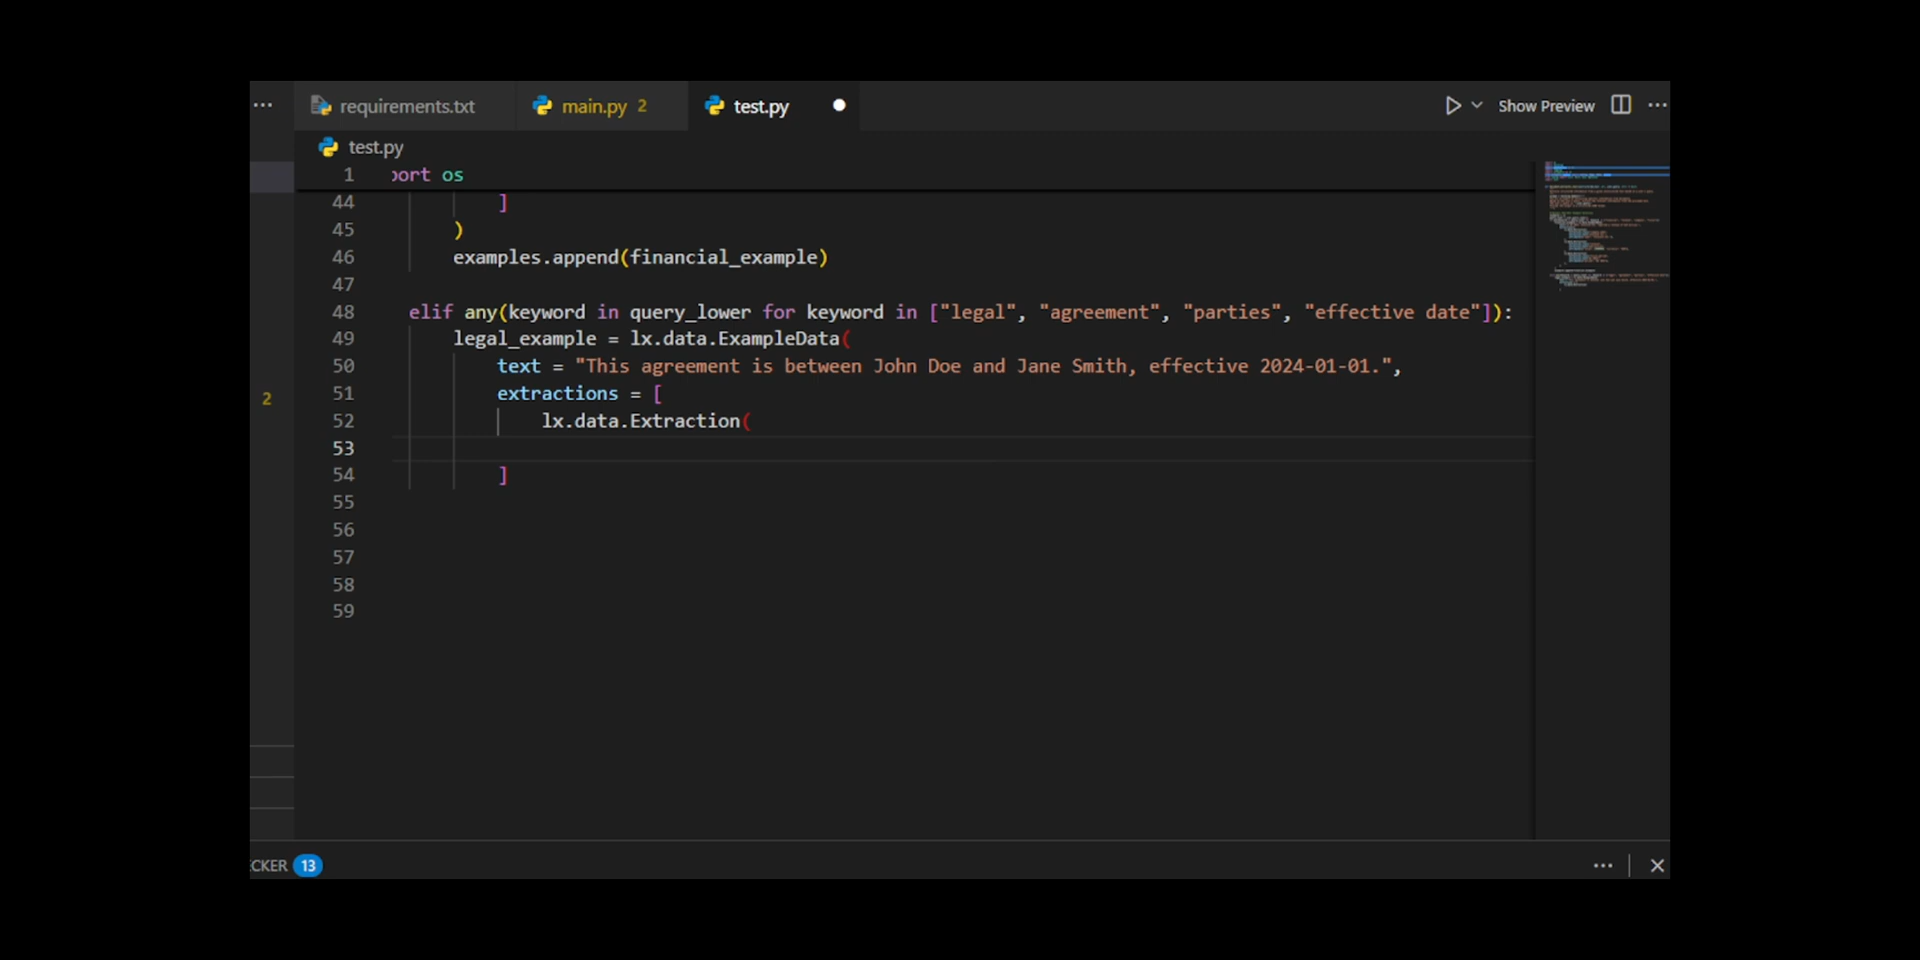 requirements.txt
main.py 2
test.py
Show Preview
test.py
1 port os
44 ]
45 )
46 examples.append(financial_example)
47
48 elif any(keyword in query_lower for keyword in ["legal", "agreement", "parties", "effective date"]):
49 legal_example = lx.data.ExampleData(
50 text = "This agreement is between John Doe and Jane Smith, effective 2024-01-01.",
51 extractions = [
2
52 lx.data.Extraction(
53
54 ]
55
56
57
58
59
CKER 13